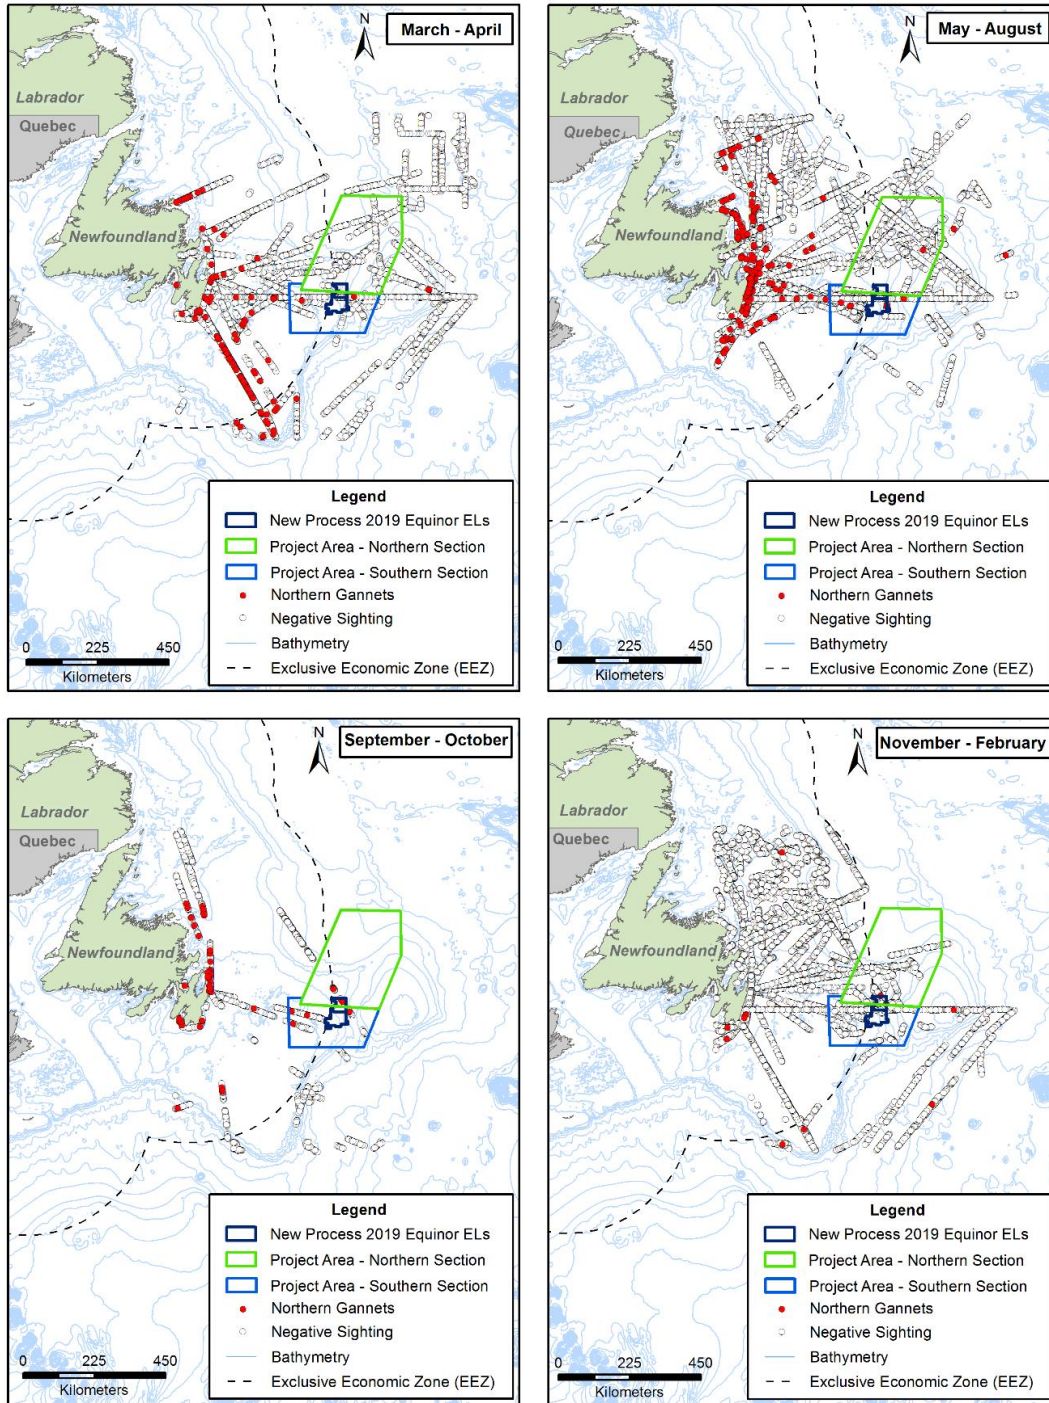 N
March - April
Labrador
Quebec
Newfoundland
Legend
New Process 2019 Equinor ELs
Project Area - Northern Section
Project Area - Southern Section
Northern Gannets
Negative Sighting
Bathymetry
Exclusive Economic Zone (EEZ)
0 225 450
Kilometers
N
May - August
Labrador
Quebec
Newfoundland
Legend
New Process 2019 Equinor ELs
Project Area - Northern Section
Project Area - Southern Section
Northern Gannets
Negative Sighting
Bathymetry
Exclusive Economic Zone (EEZ)
0 225 450
Kilometers
N
September - October
Labrador
Quebec
Newfoundland
Legend
New Process 2019 Equinor ELs
Project Area - Northern Section
Project Area - Southern Section
Northern Gannets
Negative Sighting
Bathymetry
Exclusive Economic Zone (EEZ)
0 225 450
Kilometers
N
November - February
Labrador
Quebec
Newfoundland
Legend
New Process 2019 Equinor ELs
Project Area - Northern Section
Project Area - Southern Section
Northern Gannets
Negative Sighting
Bathymetry
Exclusive Economic Zone (EEZ)
0 225 450
Kilometers